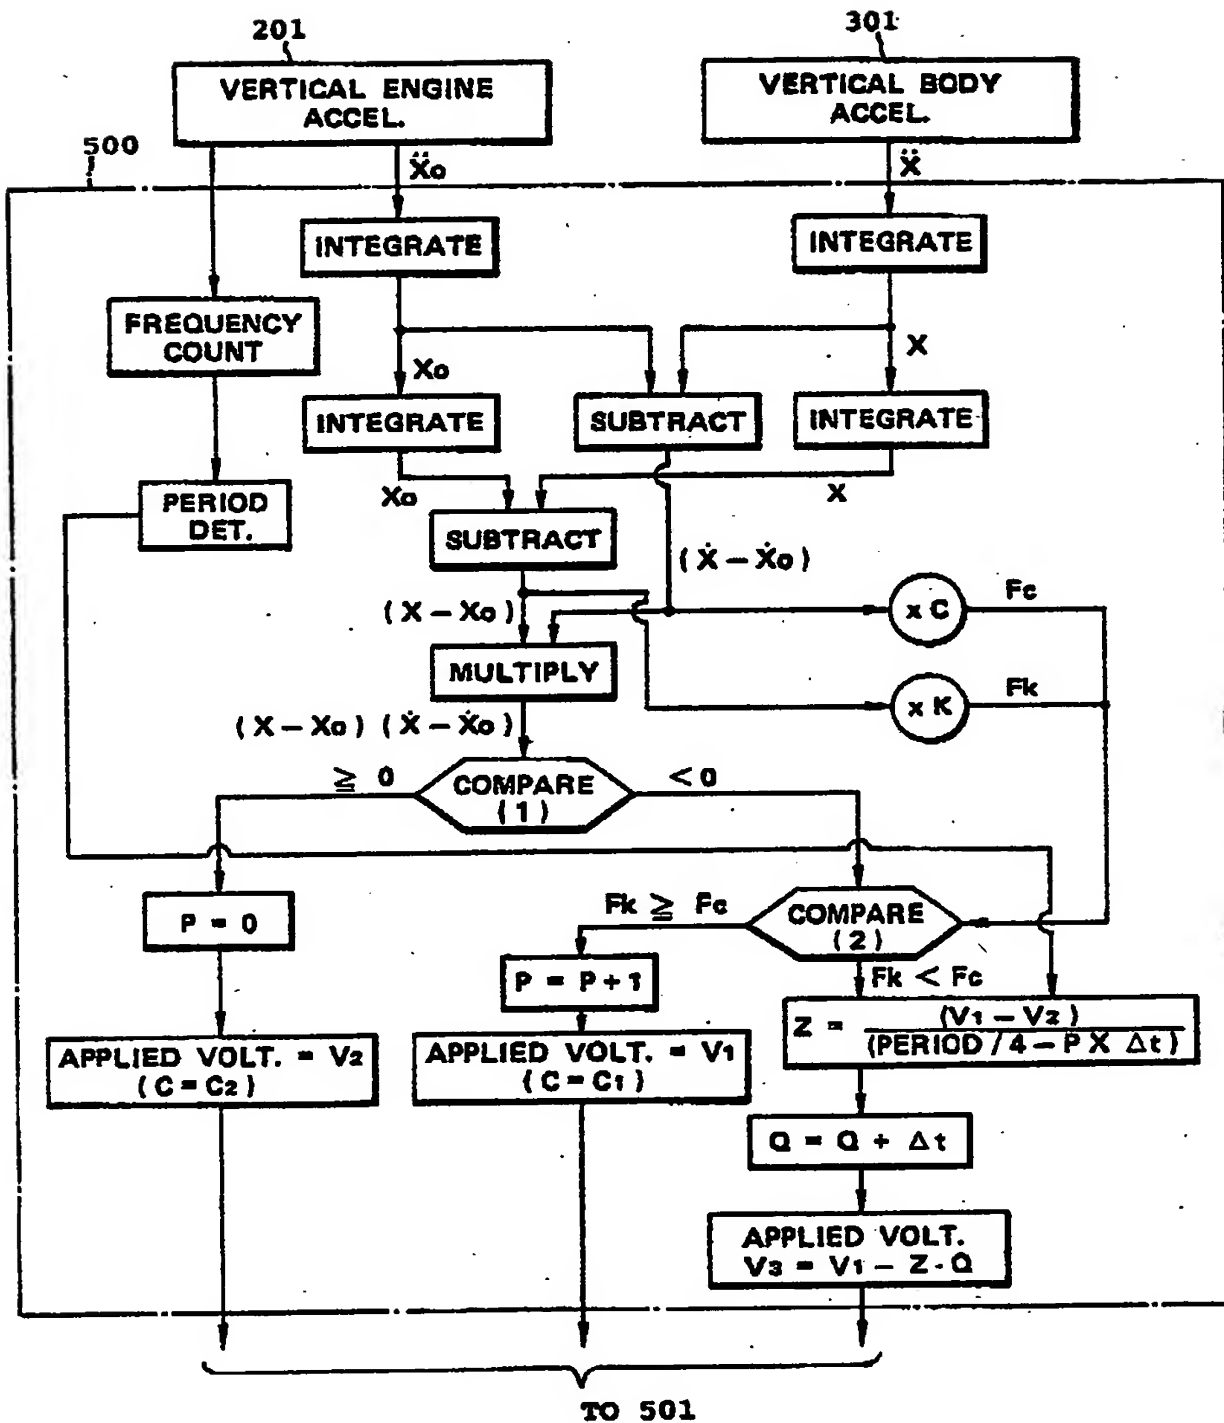 201
301
VERTICAL ENGINE
ACCEL.
VERTICAL BODY
ACCEL.
500
Ẍo
Ẍ
INTEGRATE
INTEGRATE
FREQUENCY
COUNT
Xo
X
INTEGRATE
SUBTRACT
INTEGRATE
Xo
X
PERIOD
DET.
SUBTRACT
(Ẋ − Ẋo)
(X − Xo)
× C
Fc
MULTIPLY
× K
Fk
(X − Xo) (Ẋ − Ẋo)
≧ 0
COMPARE
(1)
< 0
P = 0
Fk ≧ Fc
COMPARE
(2)
Fk < Fc
P = P + 1
Z = (V1 − V2) / (PERIOD / 4 − P X Δt)
APPLIED VOLT. = V2
(C = C2)
APPLIED VOLT. = V1
(C = C1)
Q = Q + Δt
APPLIED VOLT.
V3 = V1 − Z · Q
TO 501